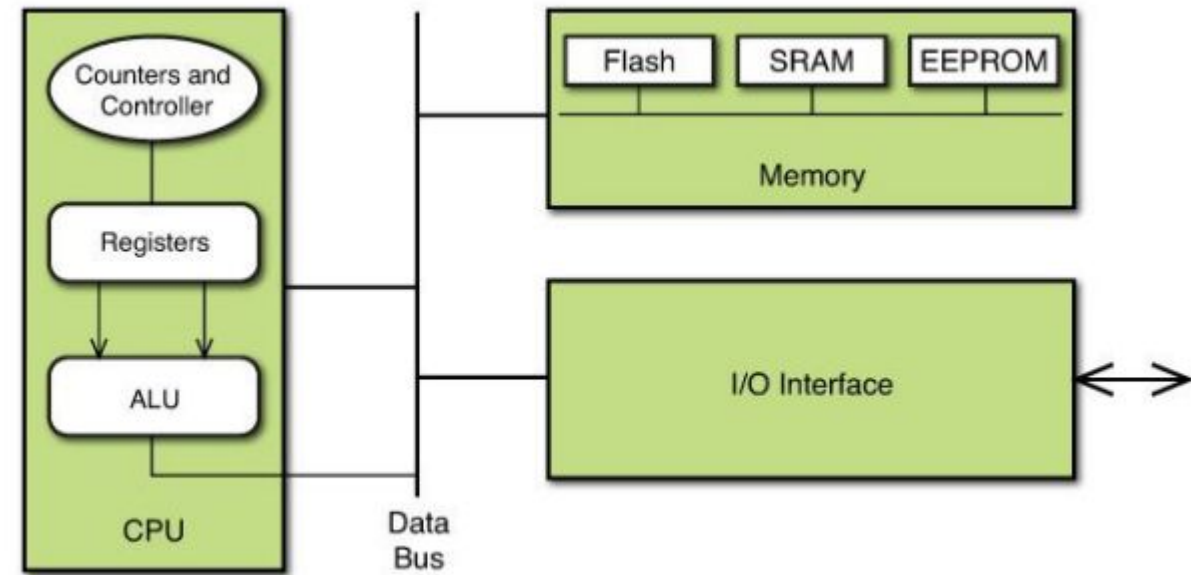 Counters and
Controller
Registers
ALU
CPU
Data
Bus
Flash
SRAM
EEPROM
Memory
I/O Interface